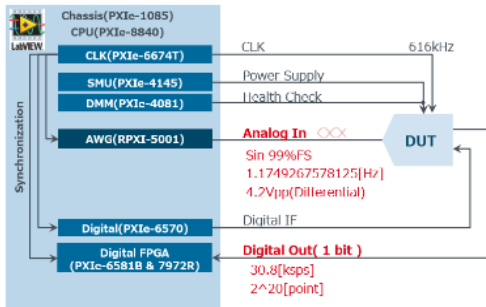 Chassis(PXIe-1085)
CPU(PXIe-8840)
LabVIEW
CLK(PXIe-6674T)
CLK
616kHz
SMU(PXIe-4145)
Power Supply
DMM(PXIe-4081)
Health Check
AWG(RPXI-5001)
Analog In
DUT
Sin 99%FS
1.1749267578125[Hz]
4.2Vpp(Differential)
Synchronization
Digital(PXIe-6570)
Digital IF
Digital FPGA
(PXIe-6581B & 7972R)
Digital Out( 1 bit )
30.8[ksps]
2^20[point]